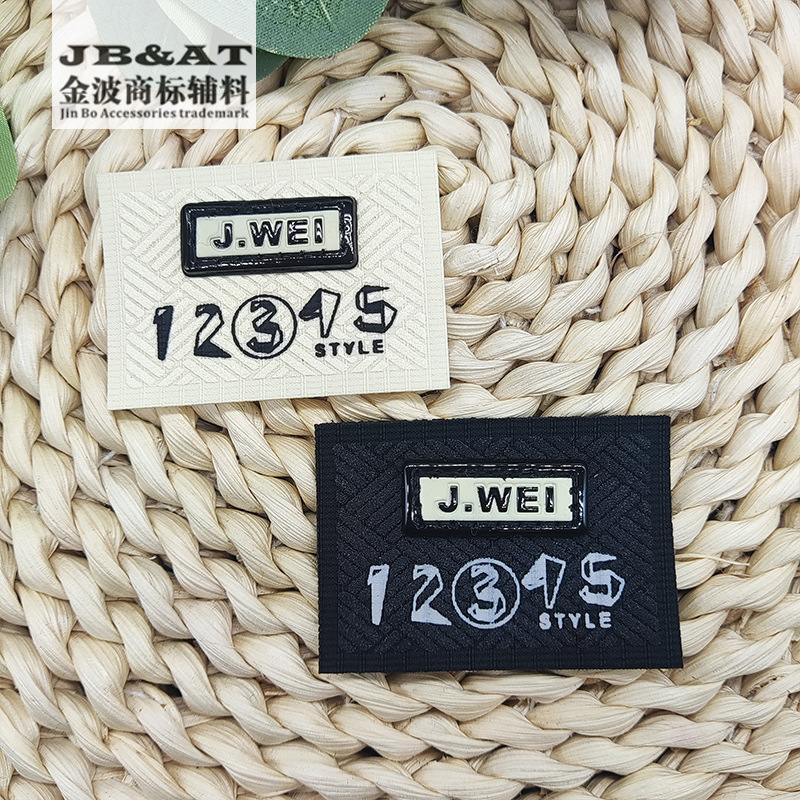 JB&AT
金波商标辅料
Jin Bo Accessories trademark
J.WEI
12345
STYLE
J.WEI
12345
STYLE